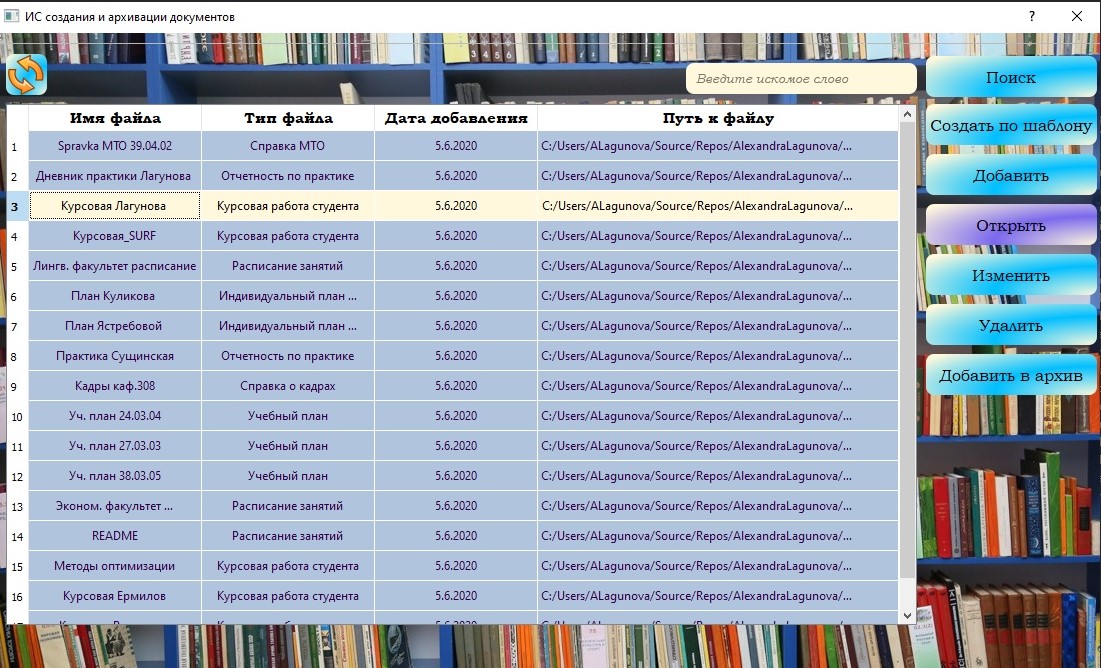 ИС создания и архивации документов
?
Введите искомое слово
Поиск
Имя файла Тип файла Дата добавления Путь к файлу
Создать по шаблону
1 Spravka МТО 39.04.02 Справка МТО 5.6.2020 C:/Users/ALagunova/Source/Repos/AlexandraLagunova/...
2 Дневник практики Лагунова Отчетность по практике 5.6.2020 C:/Users/ALagunova/Source/Repos/AlexandraLagunova/...
Добавить
3 Курсовая Лагунова Курсовая работа студента 5.6.2020 C:/Users/ALagunova/Source/Repos/AlexandraLagunova/...
Открыть
4 Курсовая_SURF Курсовая работа студента 5.6.2020 C:/Users/ALagunova/Source/Repos/AlexandraLagunova/...
5 Лингв. факультет расписание Расписание занятий 5.6.2020 C:/Users/ALagunova/Source/Repos/AlexandraLagunova/...
Изменить
6 План Куликова Индивидуальный план ... 5.6.2020 C:/Users/ALagunova/Source/Repos/AlexandraLagunova/...
7 План Ястребовой Индивидуальный план ... 5.6.2020 C:/Users/ALagunova/Source/Repos/AlexandraLagunova/...
Удалить
8 Практика Сущинская Отчетность по практике 5.6.2020 C:/Users/ALagunova/Source/Repos/AlexandraLagunova/...
Добавить в архив
9 Кадры каф.308 Справка о кадрах 5.6.2020 C:/Users/ALagunova/Source/Repos/AlexandraLagunova/...
10 Уч. план 24.03.04 Учебный план 5.6.2020 C:/Users/ALagunova/Source/Repos/AlexandraLagunova/...
11 Уч. план 27.03.03 Учебный план 5.6.2020 C:/Users/ALagunova/Source/Repos/AlexandraLagunova/...
12 Уч. план 38.03.05 Учебный план 5.6.2020 C:/Users/ALagunova/Source/Repos/AlexandraLagunova/...
13 Эконом. факультет ... Расписание занятий 5.6.2020 C:/Users/ALagunova/Source/Repos/AlexandraLagunova/...
14 README Расписание занятий 5.6.2020 C:/Users/ALagunova/Source/Repos/AlexandraLagunova/...
15 Методы оптимизации Курсовая работа студента 5.6.2020 C:/Users/ALagunova/Source/Repos/AlexandraLagunova/...
16 Курсовая Ермилов Курсовая работа студента 5.6.2020 C:/Users/ALagunova/Source/Repos/AlexandraLagunova/...